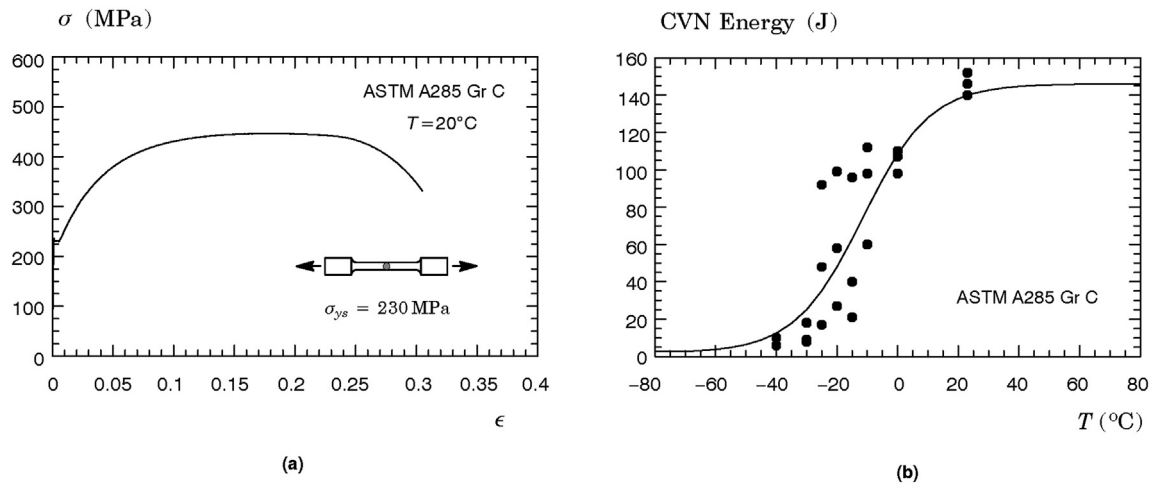 σ (MPa)
600
500
400
300
200
100
0
0 0.05 0.1 0.15 0.2 0.25 0.3 0.35 0.4
ϵ
ASTM A285 Gr C
T=20°C
σys = 230 MPa
(a)
CVN Energy (J)
160
140
120
100
80
60
40
20
0
−80 −60 −40 −20 0 20 40 60 80
T (°C)
ASTM A285 Gr C
(b)